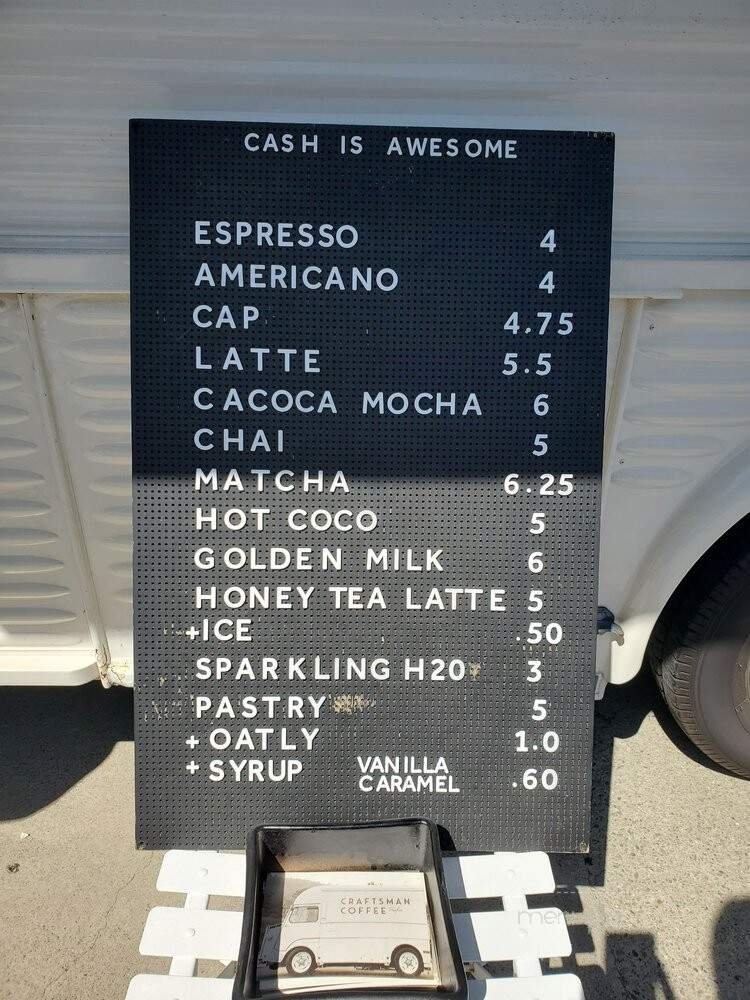 CASH IS AWESOME
ESPRESSO 4
AMERICANO 4
CAP 4.75
LATTE 5.5
CACOCA MOCHA 6
CHAI 5
MATCHA 6.25
HOT COCO 5
GOLDEN MILK 6
HONEY TEA LATTE 5
+ICE .50
SPARKLING H20 3
PASTRY 5
+ OATLY 1.0
+ SYRUP VANILLA .60
CARAMEL
CRAFTSMAN
COFFEE